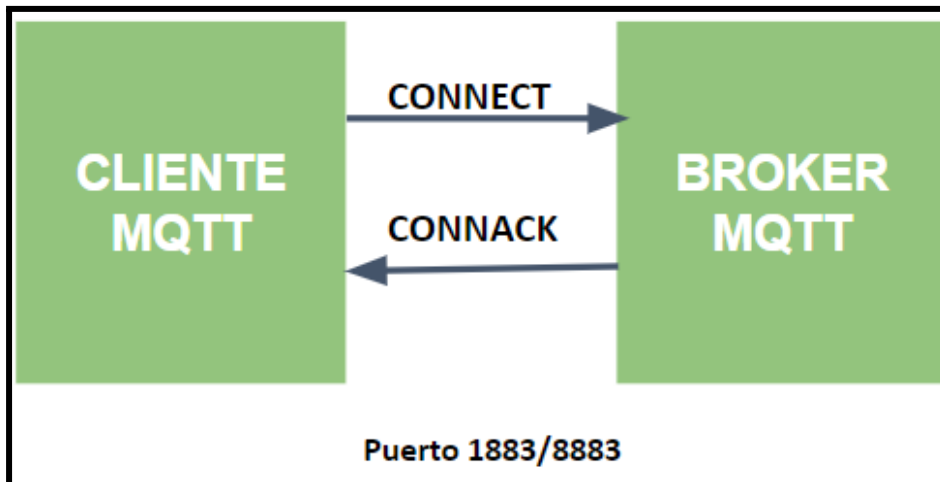 CLIENTE
MQTT
CONNECT
CONNACK
BROKER
MQTT
Puerto 1883/8883